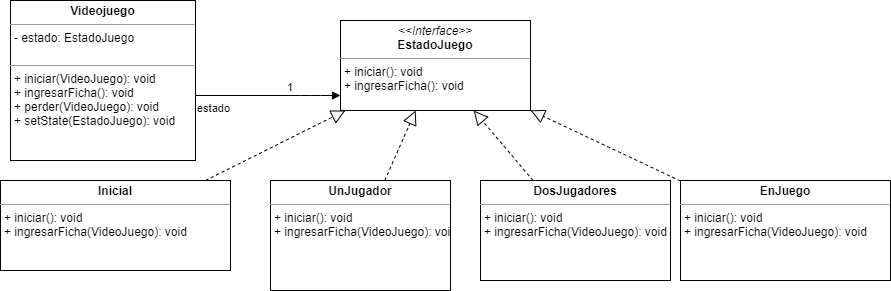 Videojuego
- estado: EstadoJuego
+ iniciar(VideoJuego): void
+ ingresarFicha(): void
+ perder(VideoJuego): void
+ setState(EstadoJuego): void
1
estado
<<Interface>>
EstadoJuego
+ iniciar(): void
+ ingresarFicha(): void
Inicial
+ iniciar(): void
+ ingresarFicha(VideoJuego): void
UnJugador
+ iniciar(): void
+ ingresarFicha(VideoJuego): voi
DosJugadores
+ iniciar(): void
+ ingresarFicha(VideoJuego): void
EnJuego
+ iniciar(): void
+ ingresarFicha(VideoJuego): void